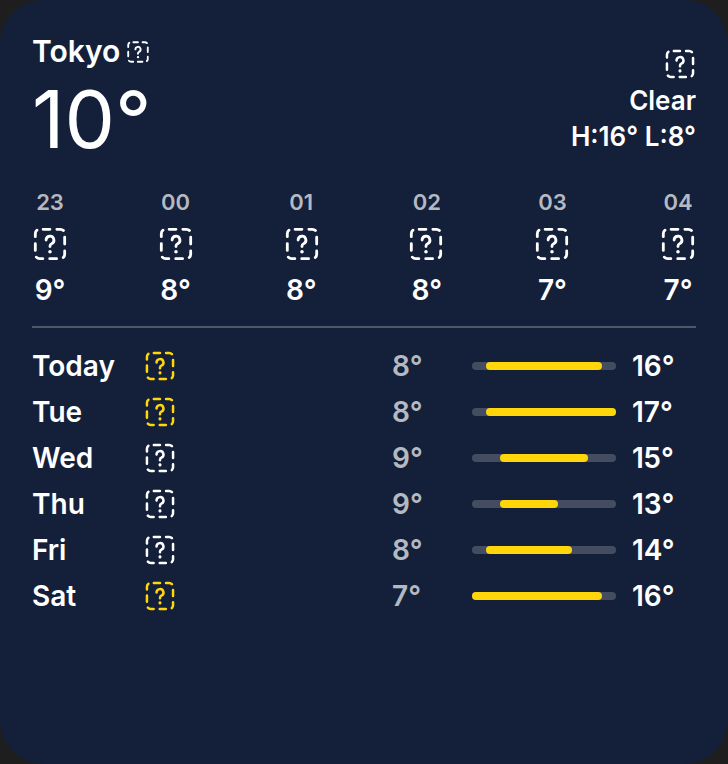 Tokyo
10°
Clear
H:16° L:8°
23 00 01 02 03 04
9° 8° 8° 8° 7° 7°
Today 8° 16°
Tue 8° 17°
Wed 9° 15°
Thu 9° 13°
Fri 8° 14°
Sat 7° 16°